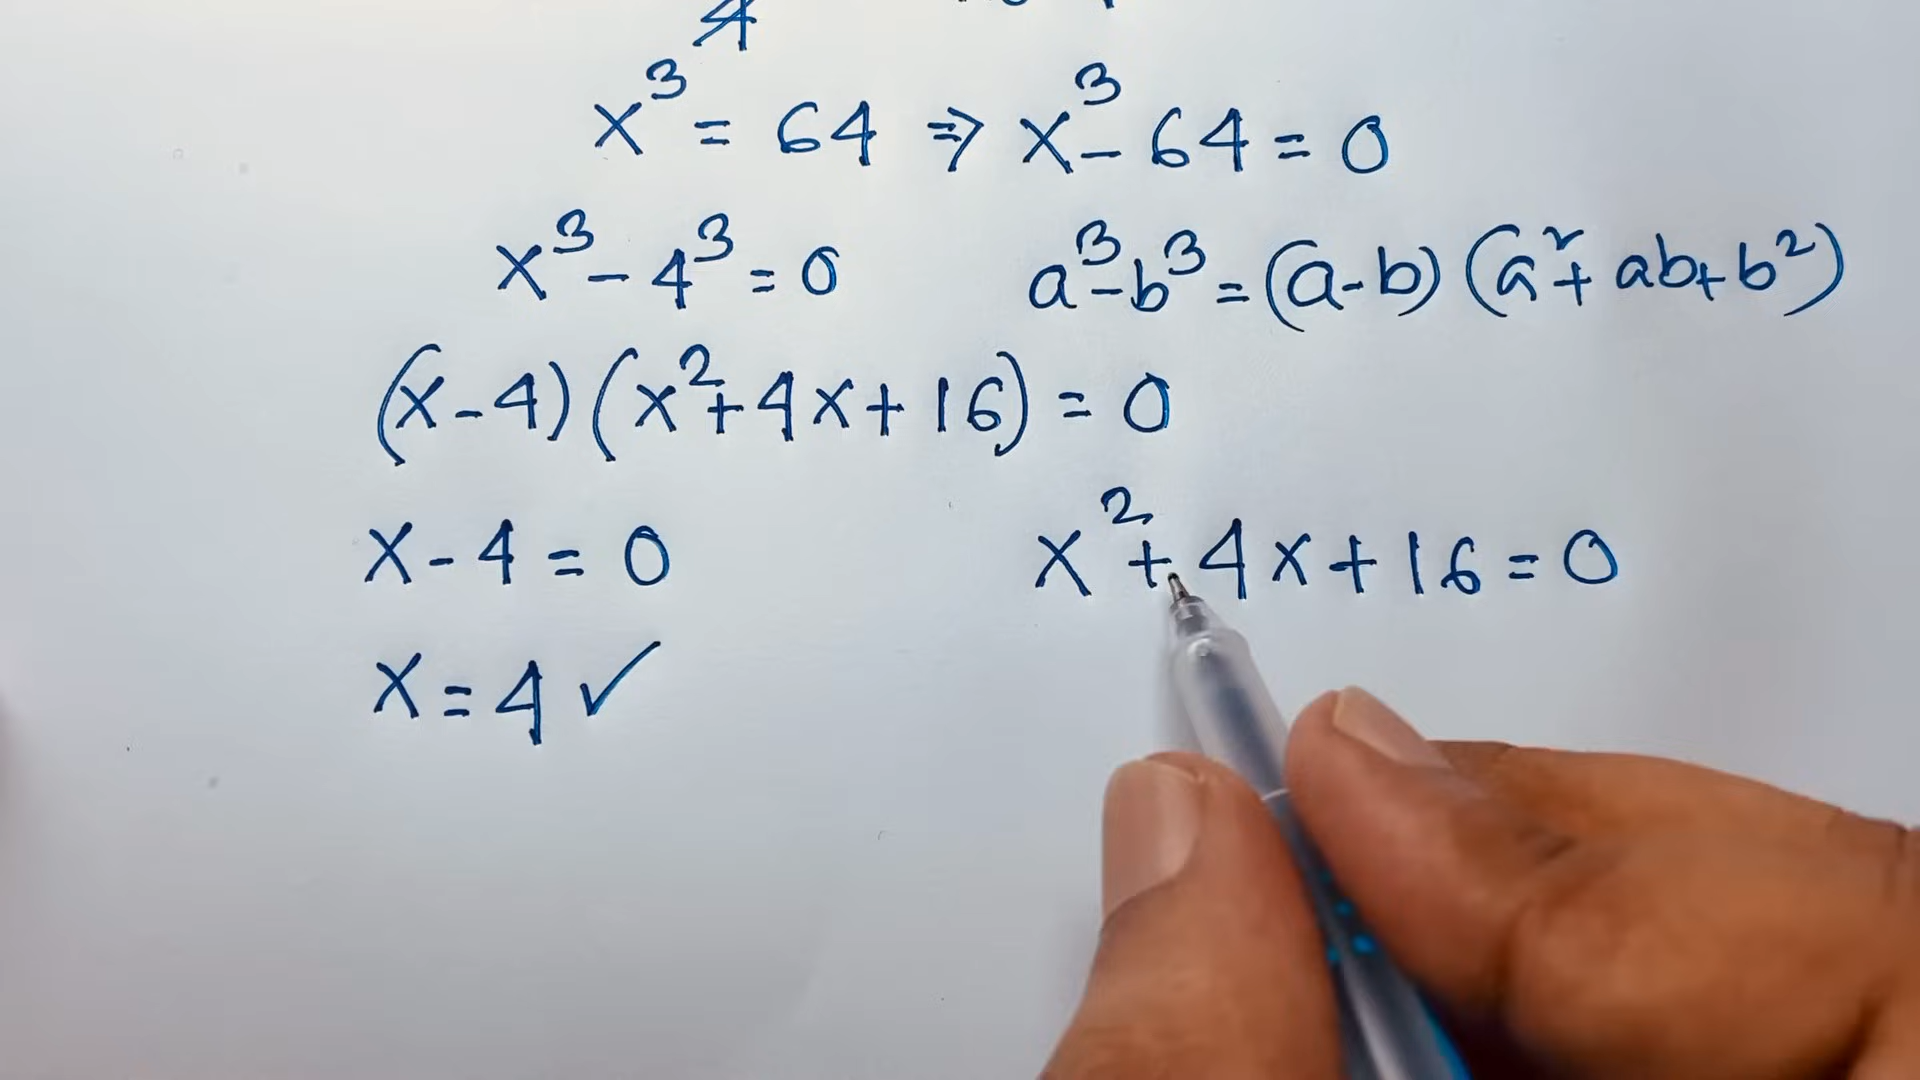 4
x³ = 64 ⇒ x³ - 64 = 0
x³ - 4³ = 0 a³ - b³ = (a - b) (a² + ab + b²)
(x - 4) (x² + 4x + 16) = 0
x - 4 = 0 x² + 4x + 16 = 0
x = 4 ✓